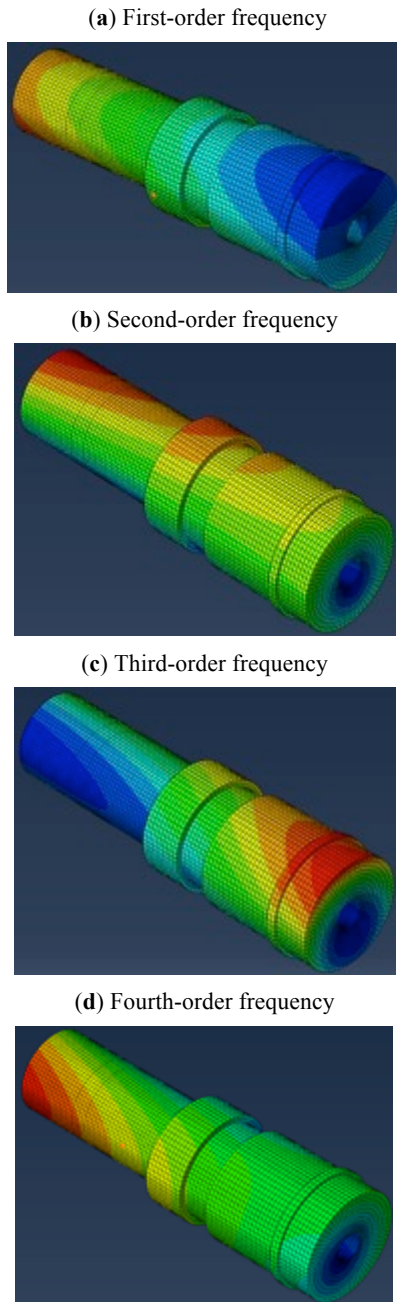 (a) First-order frequency
(b) Second-order frequency
(c) Third-order frequency
(d) Fourth-order frequency